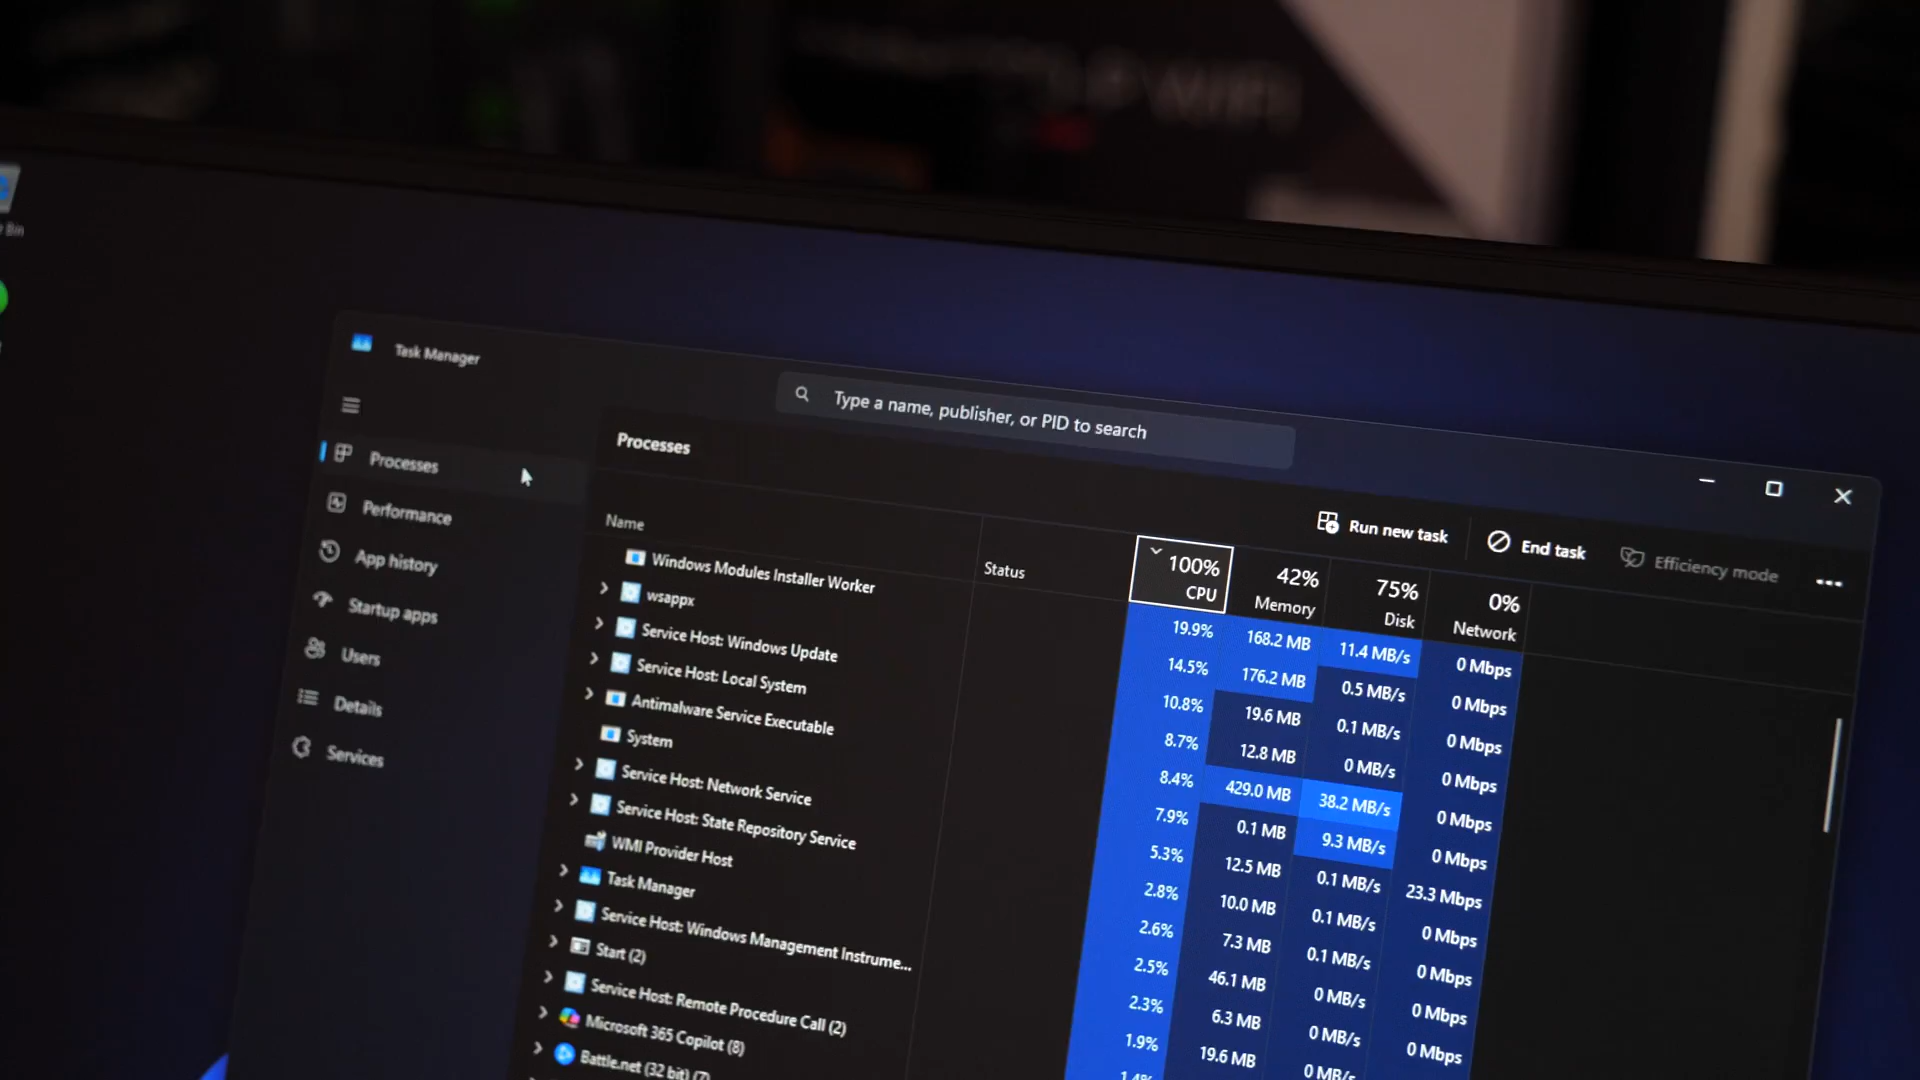 Bin
P WiFi
Task Manager
Type a name, publisher, or PID to search
Processes
Performance
App history
Startup apps
Users
Details
Services
Processes
Run new task
End task
Efficiency mode
Name
Status
100%
CPU
42%
Memory
75%
Disk
0%
Network
Windows Modules Installer Worker
19.9% 168.2 MB 11.4 MB/s 0 Mbps
wsappx
14.5% 176.2 MB 0.5 MB/s 0 Mbps
Service Host: Windows Update
10.8% 19.6 MB 0.1 MB/s 0 Mbps
Service Host: Local System
8.7% 12.8 MB 0 MB/s 0 Mbps
Antimalware Service Executable
8.4% 429.0 MB 38.2 MB/s 0 Mbps
System
7.9% 0.1 MB 9.3 MB/s 0 Mbps
Service Host: Network Service
5.3% 12.5 MB 0.1 MB/s 23.3 Mbps
Service Host: State Repository Service
2.8% 10.0 MB 0.1 MB/s 0 Mbps
WMI Provider Host
2.6% 7.3 MB 0.1 MB/s 0 Mbps
Task Manager
2.5% 46.1 MB 0 MB/s 0 Mbps
Service Host: Windows Management Instrume...
2.3% 6.3 MB 0 MB/s 0 Mbps
Start (2)
1.9% 19.6 MB 0 MB/s
Service Host: Remote Procedure Call (2)
1.4%
Microsoft 365 Copilot (8)
Battle.net (32 bit) (7)